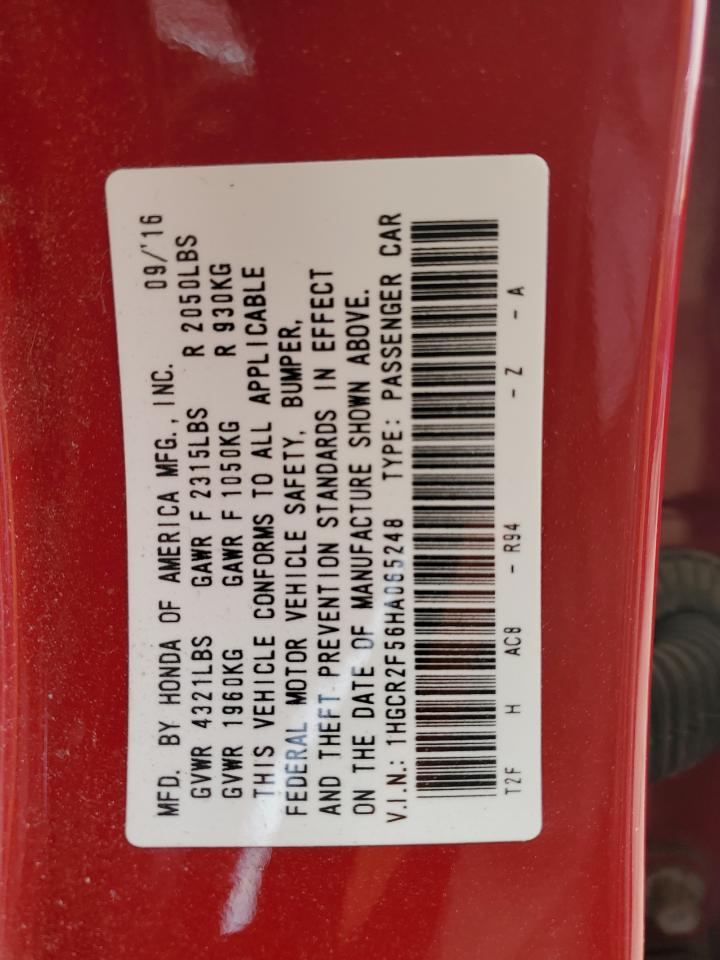 MFD. BY HONDA OF AMERICA MFG., INC. 09/'16
GVWR 4321LBS GAWR F 2315LBS R 2050LBS
GVWR 1960KG GAWR F 1050KG R 930KG
THIS VEHICLE CONFORMS TO ALL APPLICABLE
FEDERAL MOTOR VEHICLE SAFETY, BUMPER,
AND THEFT PREVENTION STANDARDS IN EFFECT
ON THE DATE OF MANUFACTURE SHOWN ABOVE.
V.I.N.: 1HGCR2F56HA065248 TYPE: PASSENGER CAR
T2F H AC8 - R94 - Z - A